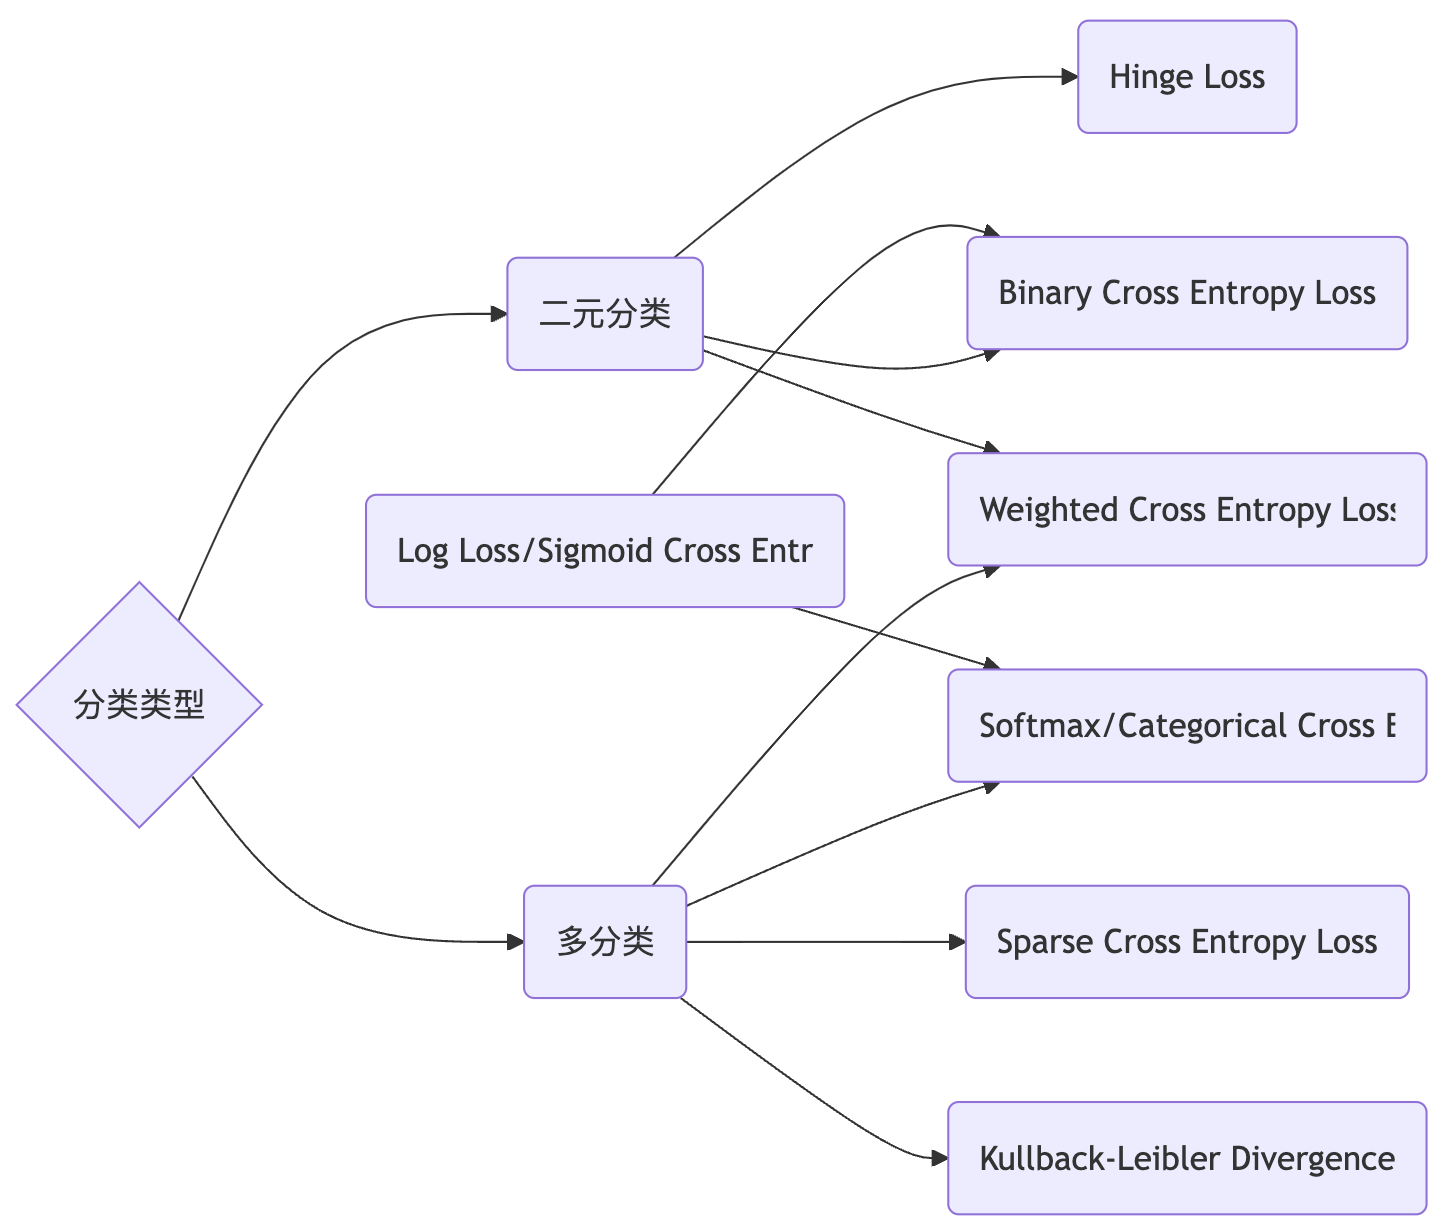 Hinge Loss
Binary Cross Entropy Loss
二元分类
Weighted Cross Entropy Loss
Log Loss/Sigmoid Cross Entr
分类类型
Softmax/Categorical Cross E
多分类
Sparse Cross Entropy Loss
Kullback-Leibler Divergence